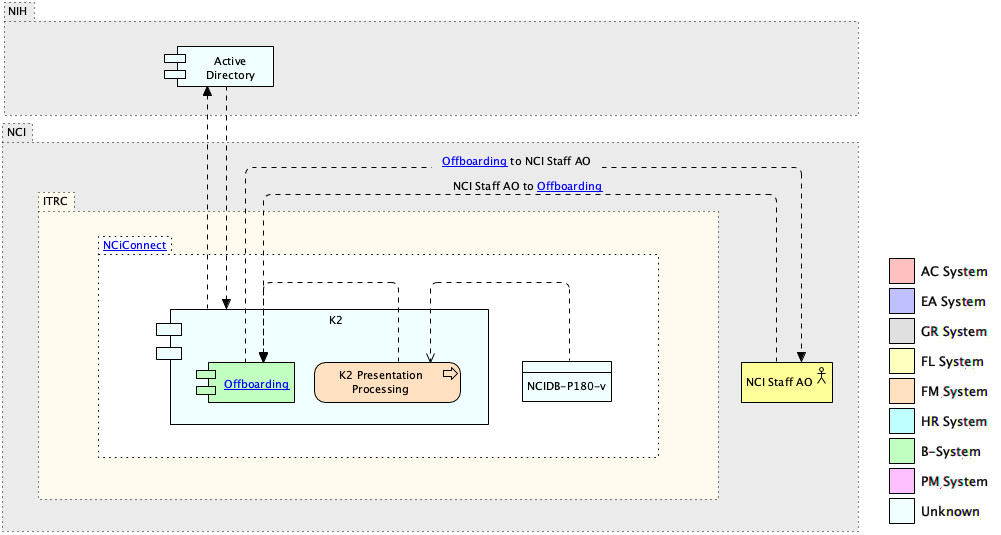 NIH
Active
Directory
NCI
Offboarding to NCI Staff AO
NCI Staff AO to Offboarding
ITRC
NCiConnect
K2
Offboarding
K2 Presentation
Processing
NCIDB-P180-v
NCI Staff AO
AC System
EA System
GR System
FL System
FM System
HR System
B-System
PM System
Unknown